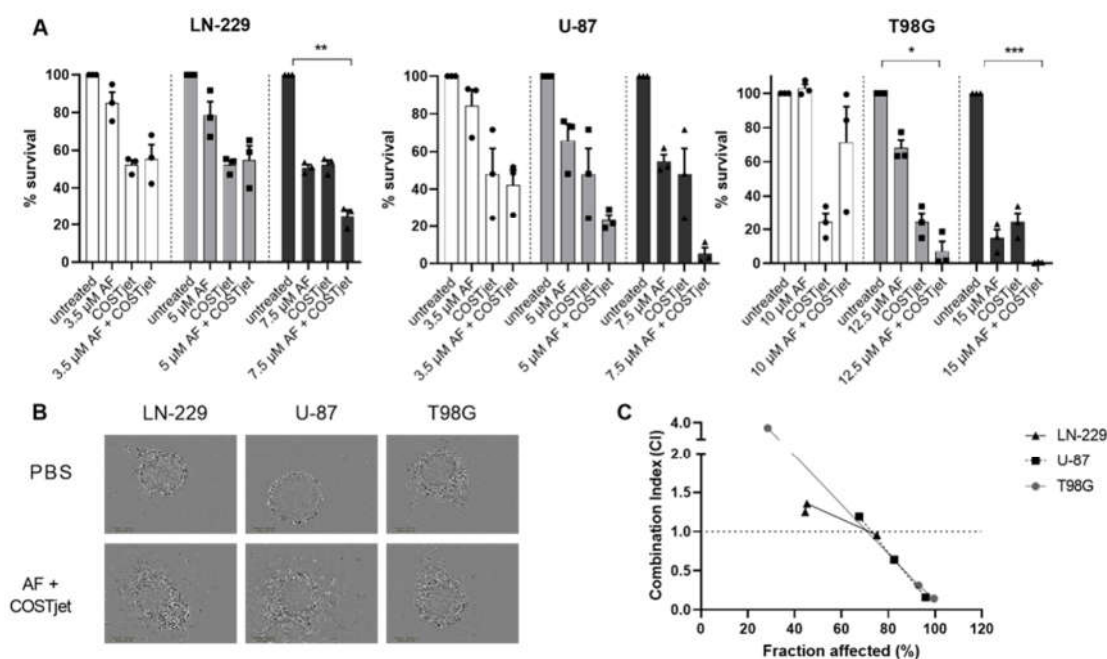 A
LN-229
U-87
T98G
**
*
***
% survival
100
80
60
40
20
0
untreated
3.5 µM AF
COSTjet
3.5 µM AF + COSTjet
untreated
5 µM AF
COSTjet
5 µM AF + COSTjet
untreated
7.5 µM AF
COSTjet
7.5 µM AF + COSTjet
% survival
100
80
60
40
20
0
untreated
3.5 µM AF
COSTjet
3.5 µM AF + COSTjet
untreated
5 µM AF
COSTjet
5 µM AF + COSTjet
untreated
7.5 µM AF
COSTjet
7.5 µM AF + COSTjet
% survival
100
80
60
40
20
0
untreated
10 µM AF
COSTjet
10 µM AF + COSTjet
untreated
12.5 µM AF
COSTjet
12.5 µM AF + COSTjet
untreated
15 µM AF
COSTjet
15 µM AF + COSTjet
B
LN-229
U-87
T98G
PBS
AF +
COSTjet
C
Combination Index (CI)
4.0
2.0
1.5
1.0
0.5
0.0
0
20
40
60
80
100
120
Fraction affected (%)
LN-229
U-87
T98G